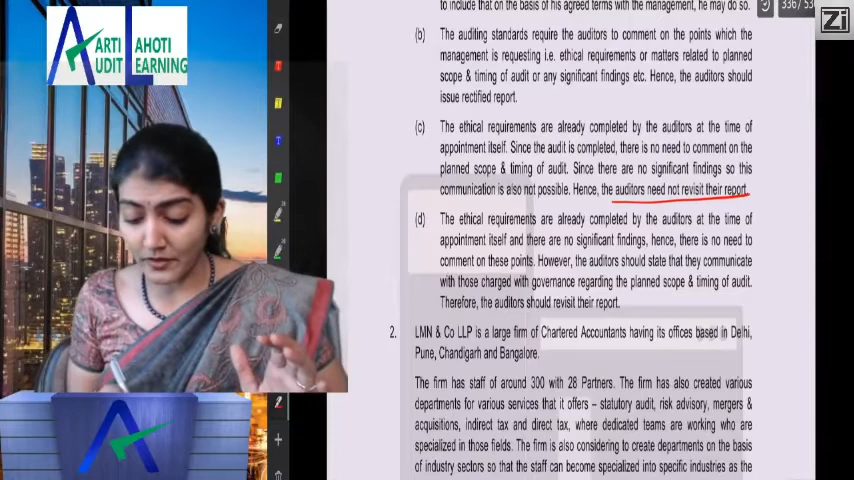 ARTI LAHOTI
AUDIT LEARNING
to include that on the basis of his agreed terms with the management, he may do so.
336 / 53
Zi
(b) The auditing standards require the auditors to comment on the points which the
management is requesting i.e. ethical requirements or matters related to planned
scope & timing of audit or any significant findings etc. Hence, the auditors should
issue rectified report.
(c) The ethical requirements are already completed by the auditors at the time of
appointment itself. Since the audit is completed, there is no need to comment on the
planned scope & timing of audit. Since there are no significant findings so this
communication is also not possible. Hence, the auditors need not revisit their report.
(d) The ethical requirements are already completed by the auditors at the time of
appointment itself and there are no significant findings, hence, there is no need to
comment on these points. However, the auditors should state that they communicate
with those charged with governance regarding the planned scope & timing of audit.
Therefore, the auditors should revisit their report.
2. LMN & Co LLP is a large firm of Chartered Accountants having its offices based in Delhi,
Pune, Chandigarh and Bangalore.
The firm has staff of around 300 with 28 Partners. The firm has also created various
departments for various services that it offers – statutory audit, risk advisory, mergers &
acquisitions, indirect tax and direct tax, where dedicated teams are working who are
specialized in those fields. The firm is also considering to create departments on the basis
of industry sectors so that the staff can become specialized into specific industries as the